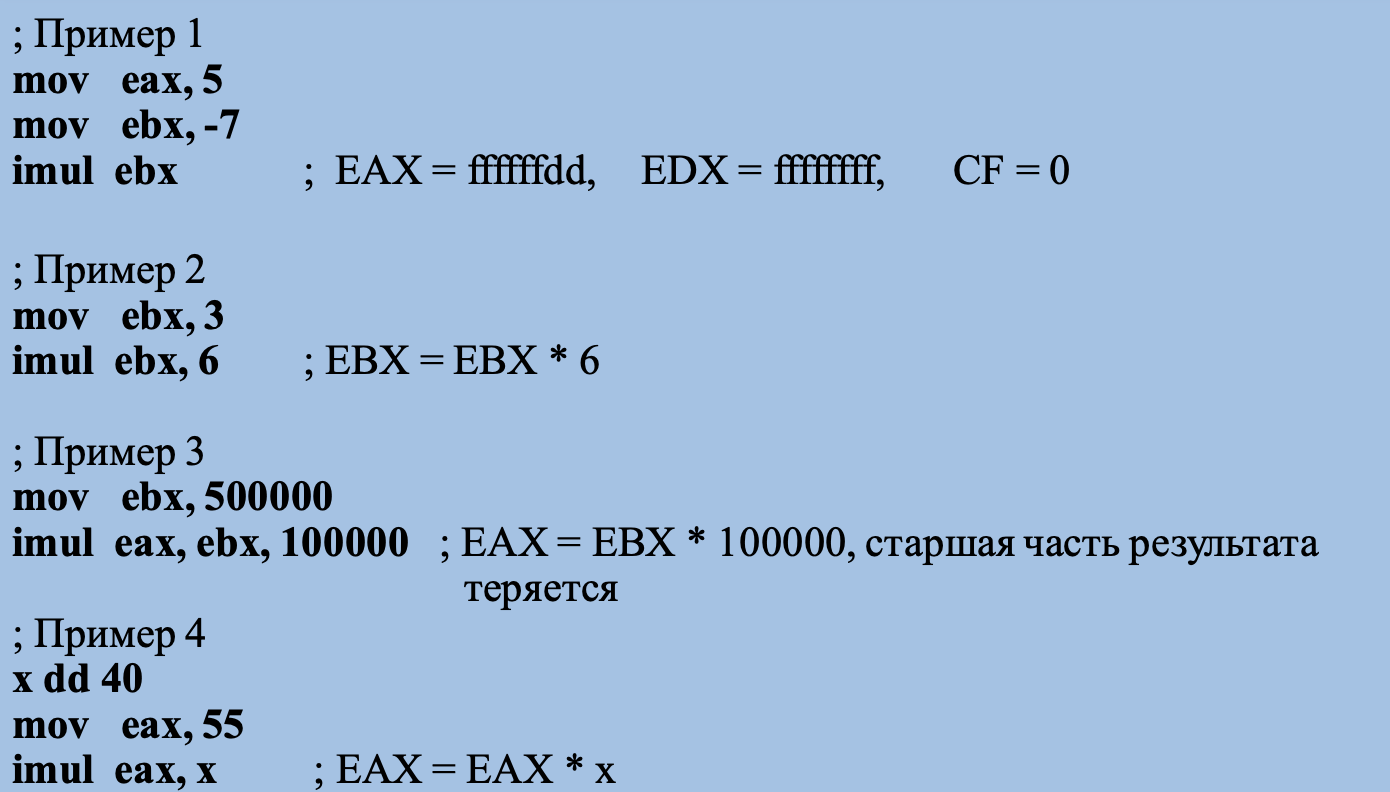 ; Пример 1
mov eax, 5
mov ebx, -7
imul ebx ; EAX = ffffffdd, EDX = ffffffff, CF = 0
; Пример 2
mov ebx, 3
imul ebx, 6 ; EBX = EBX * 6
; Пример 3
mov ebx, 500000
imul eax, ebx, 100000 ; EAX = EBX * 100000, старшая часть результата
теряется
; Пример 4
x dd 40
mov eax, 55
imul eax, x ; EAX = EAX * x